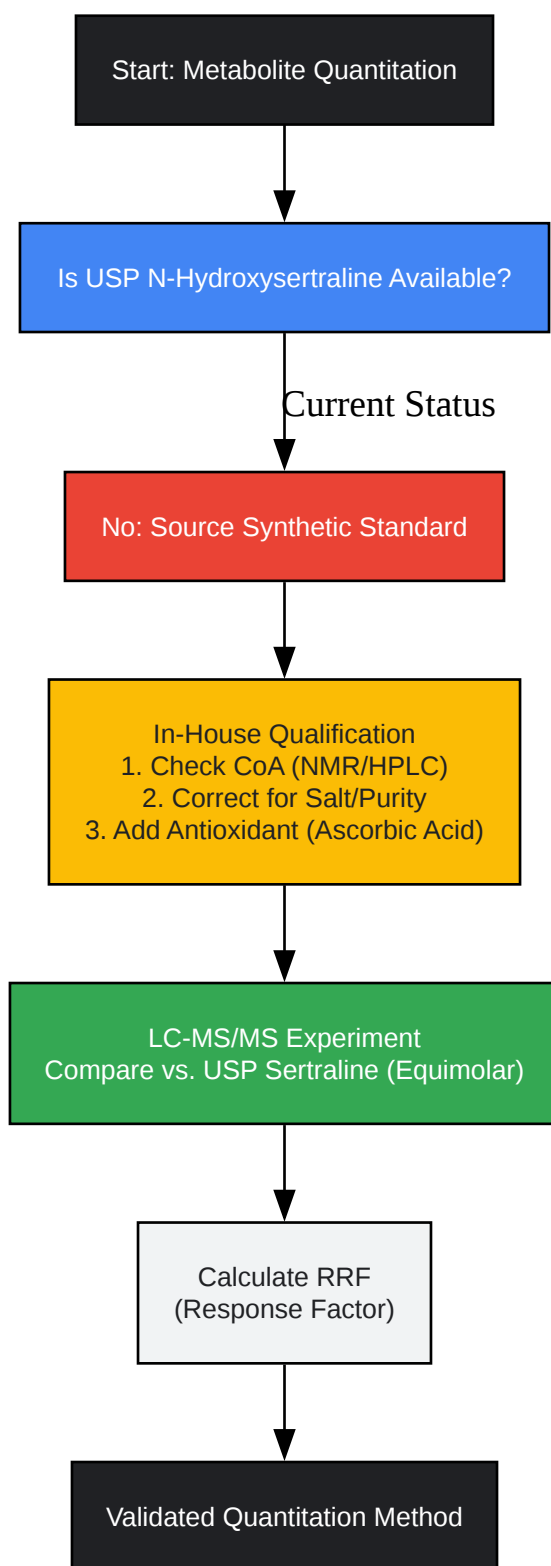 Start: Metabolite Quantitation
Is USP N-Hydroxysertraline Available?
Current Status
No: Source Synthetic Standard
In-House Qualification
1. Check CoA (NMR/HPLC)
2. Correct for Salt/Purity
3. Add Antioxidant (Ascorbic Acid)
LC-MS/MS Experiment
Compare vs. USP Sertraline (Equimolar)
Calculate RRF
(Response Factor)
Validated Quantitation Method